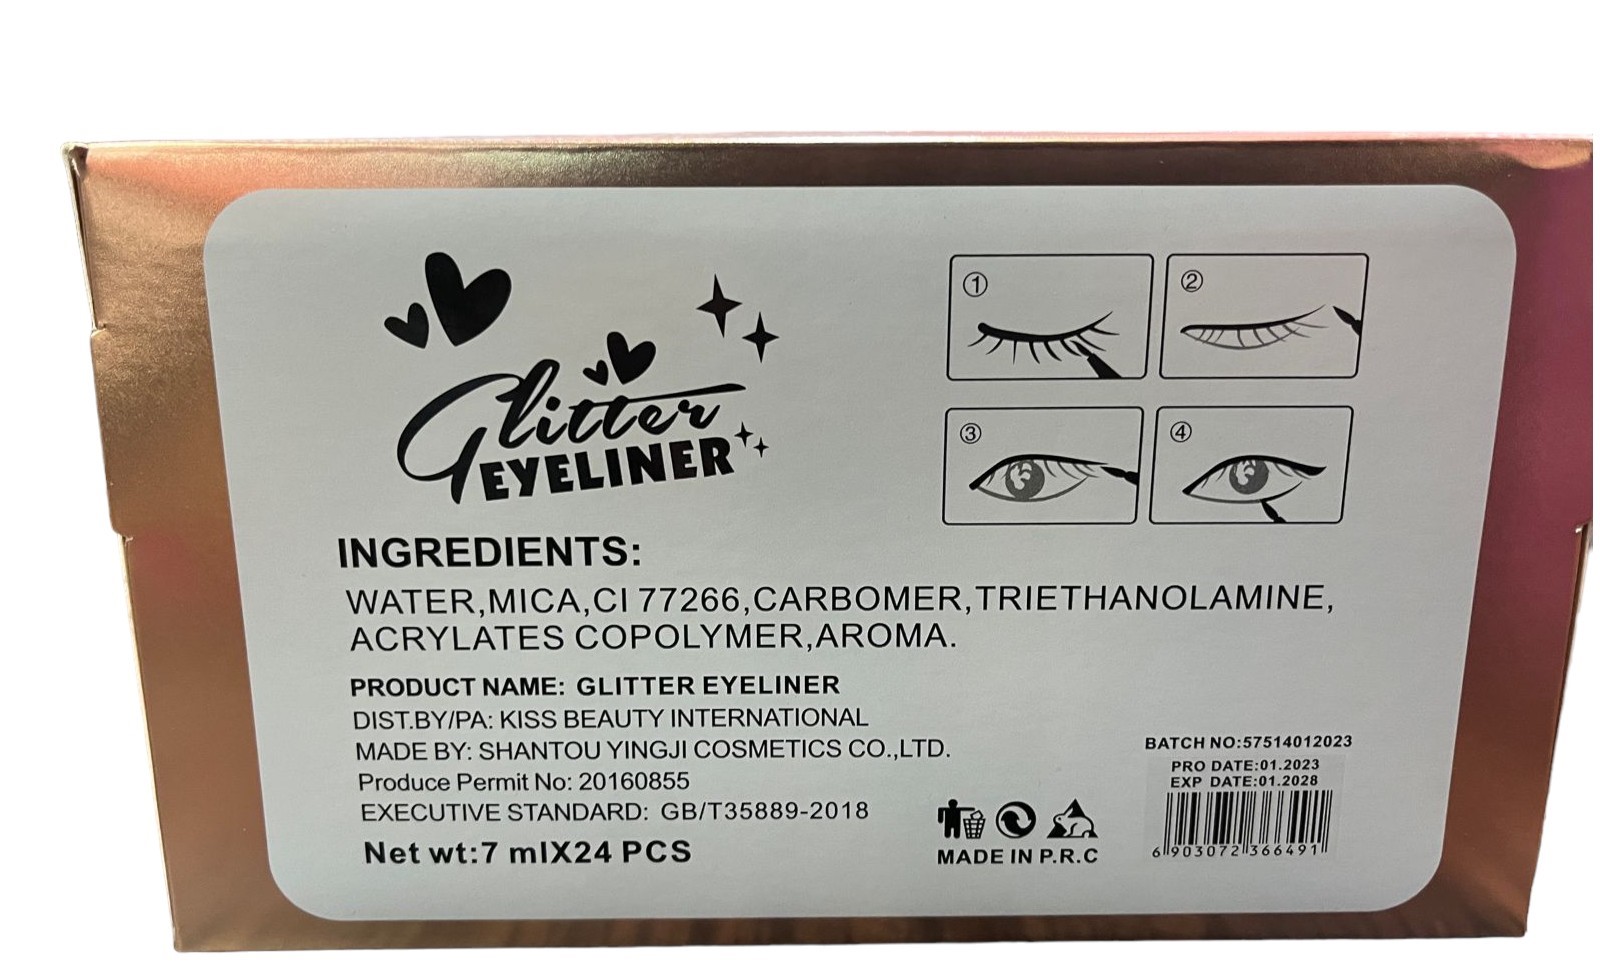 Glitter
EYELINER
①
②
③
④
INGREDIENTS:
WATER,MICA,CI 77266,CARBOMER,TRIETHANOLAMINE,
ACRYLATES COPOLYMER,AROMA.
PRODUCT NAME: GLITTER EYELINER
DIST.BY/PA: KISS BEAUTY INTERNATIONAL
MADE BY: SHANTOU YINGJI COSMETICS CO.,LTD.
Produce Permit No: 20160855
EXECUTIVE STANDARD: GB/T35889-2018
Net wt:7 mlX24 PCS
MADE IN P.R.C
BATCH NO:57514012023
PRO DATE:01.2023
EXP DATE:01.2028
6 903072 366491